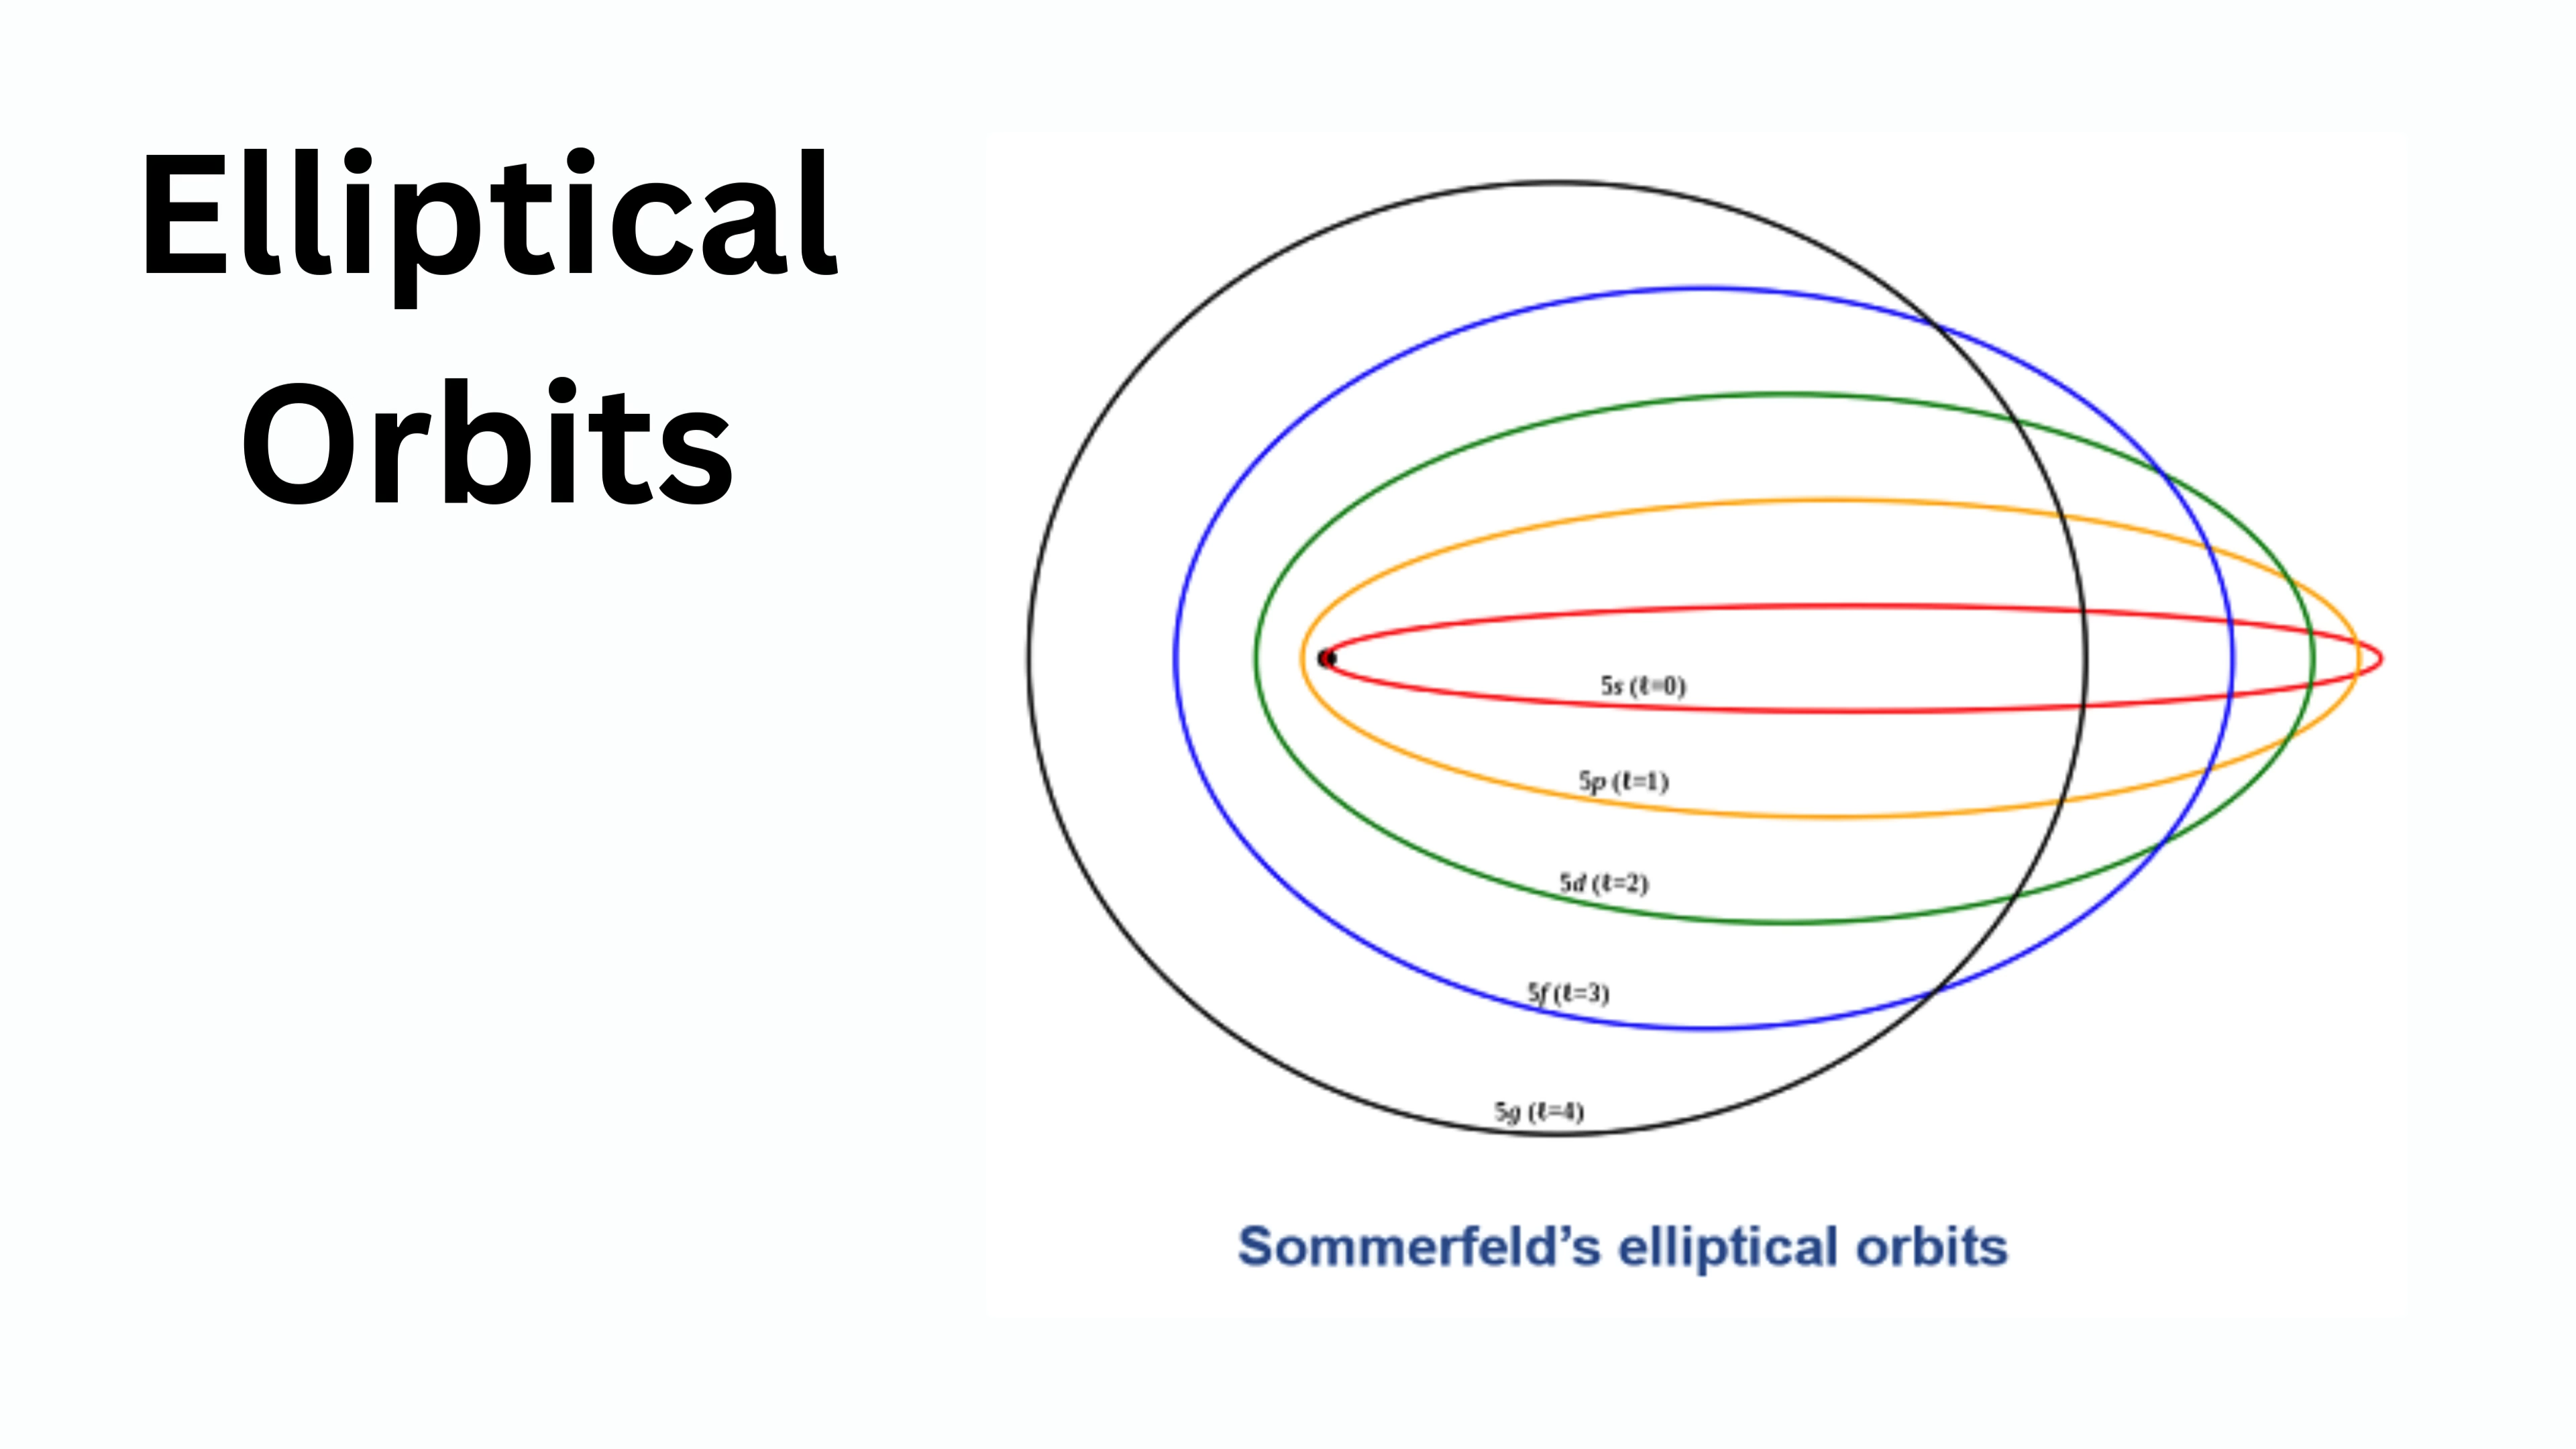 Elliptical
Orbits
5s (ℓ=0)
5p (ℓ=1)
5d (ℓ=2)
5f (ℓ=3)
5g (ℓ=4)
Sommerfeld’s elliptical orbits